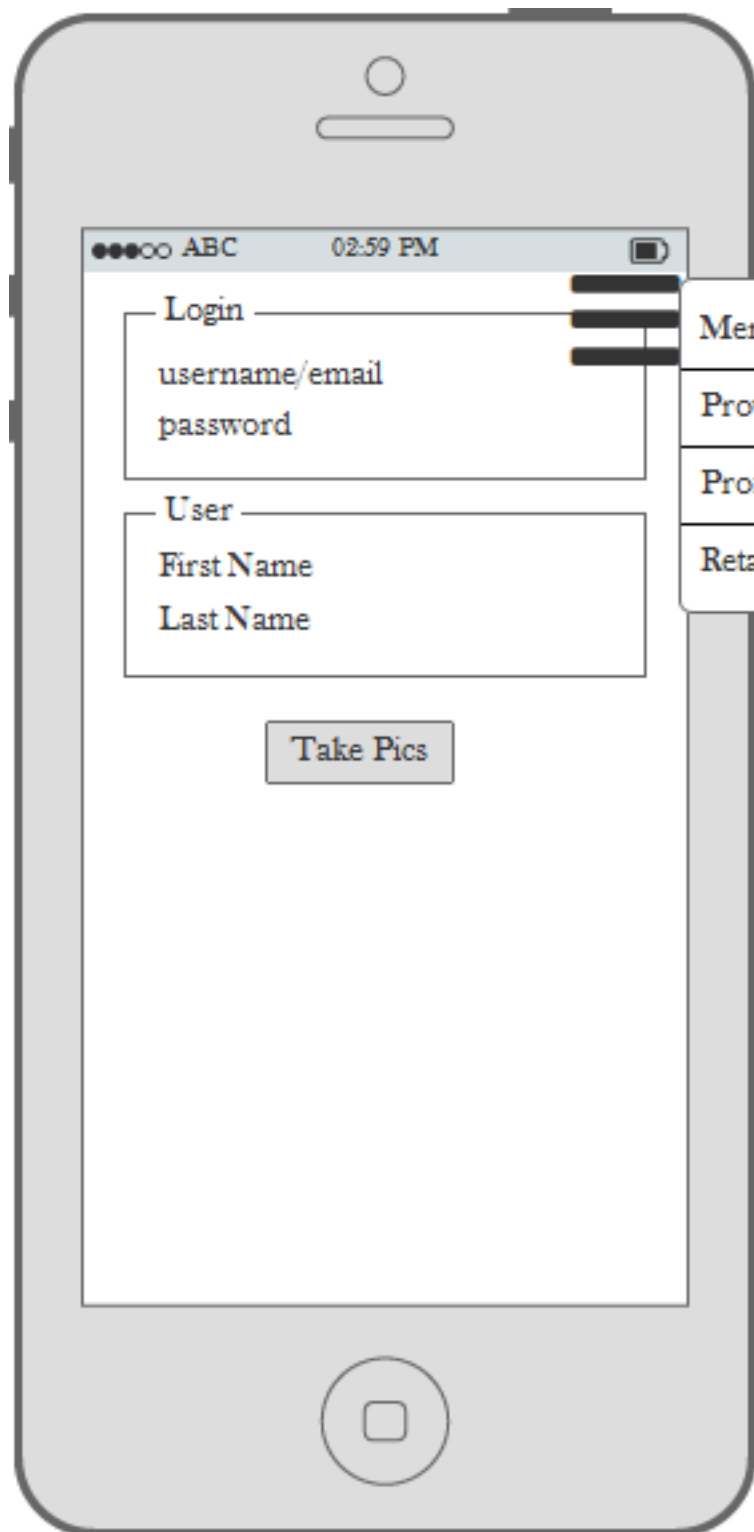 ABC 02:59 PM
Login
username/email
password
User
First Name
Last Name
Take Pics